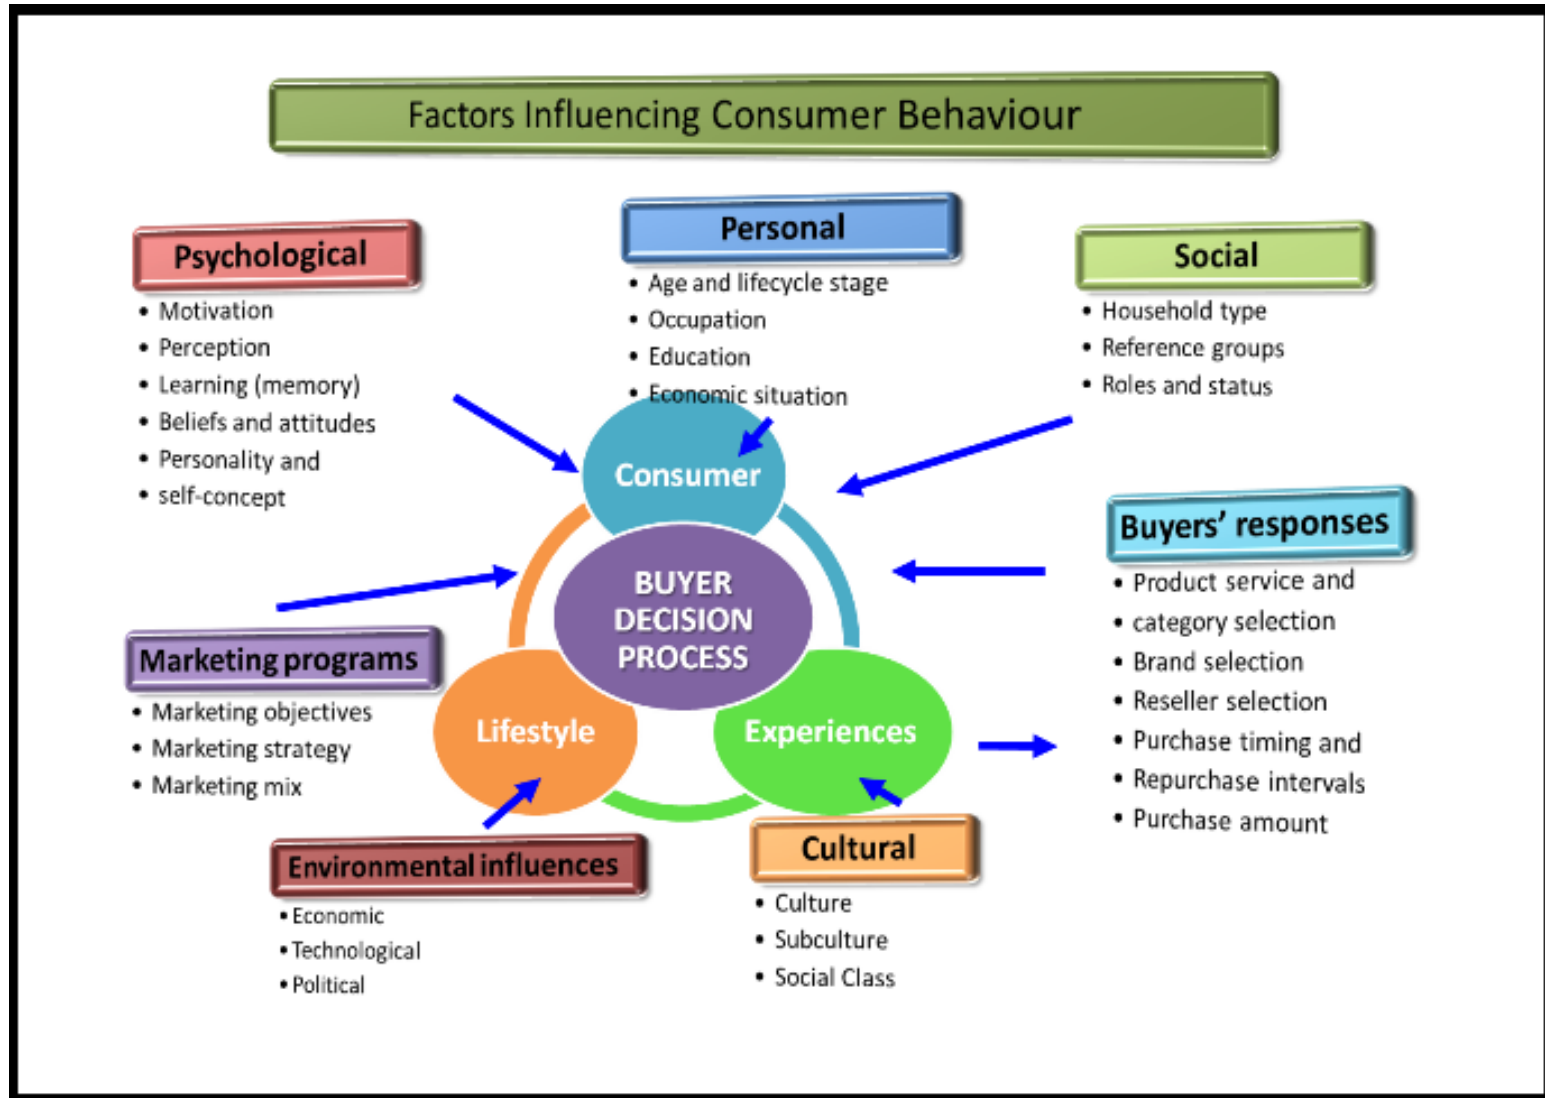 Factors Influencing Consumer Behaviour
Psychological
• Motivation
• Perception
• Learning (memory)
• Beliefs and attitudes
• Personality and
• self-concept
Personal
• Age and lifecycle stage
• Occupation
• Education
• Economic situation
Social
• Household type
• Reference groups
• Roles and status
Consumer
BUYER
DECISION
PROCESS
Lifestyle
Experiences
Buyers’ responses
• Product service and
• category selection
• Brand selection
• Reseller selection
• Purchase timing and
• Repurchase intervals
• Purchase amount
Marketing programs
• Marketing objectives
• Marketing strategy
• Marketing mix
Environmental influences
• Economic
• Technological
• Political
Cultural
• Culture
• Subculture
• Social Class